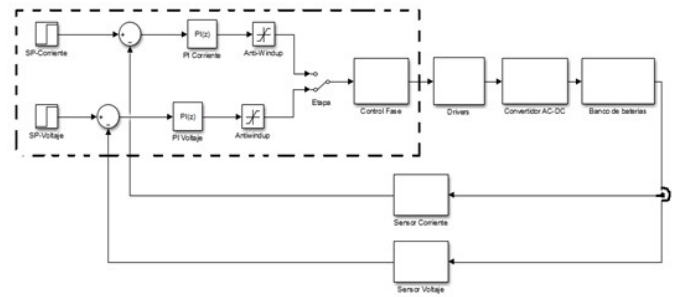 SP-Corriente
PI(z)
PI Corriente
Anti-Windup
SP-Voltaje
PI(z)
PI Voltaje
Antiwindup
Etapa
Control Fase
Drivers
Convertidor AC-DC
Banco de baterias
Sensor Corriente
Sensor Voltaje